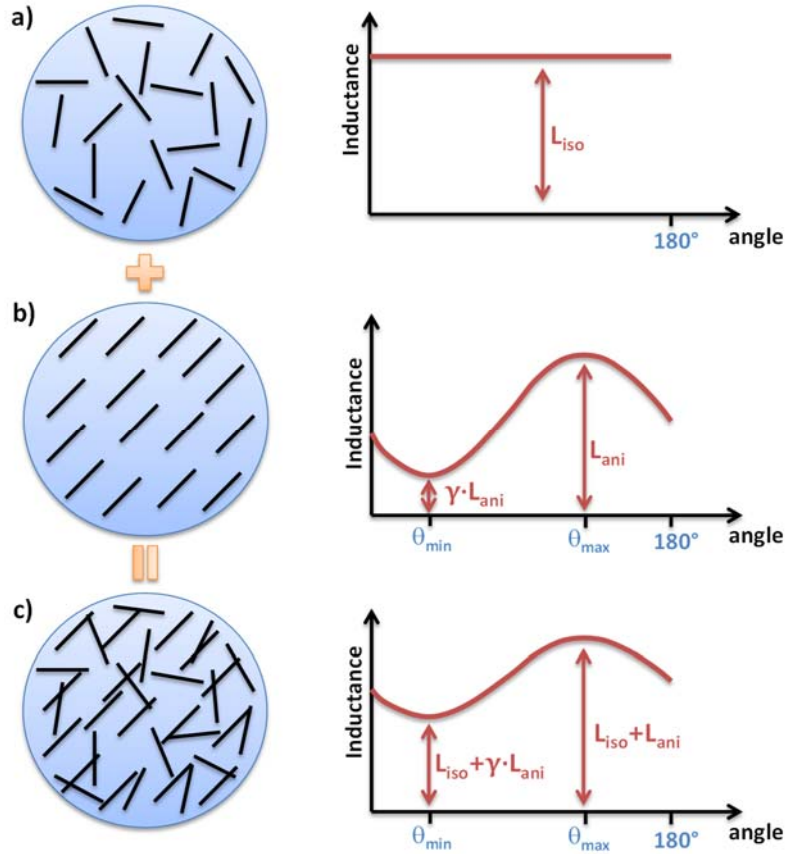 a)
Inductance
L_iso
180°
angle
b)
Inductance
γ·L_ani
L_ani
θ_min
θ_max
180°
angle
c)
Inductance
L_iso+γ·L_ani
L_iso+L_ani
θ_min
θ_max
180°
angle